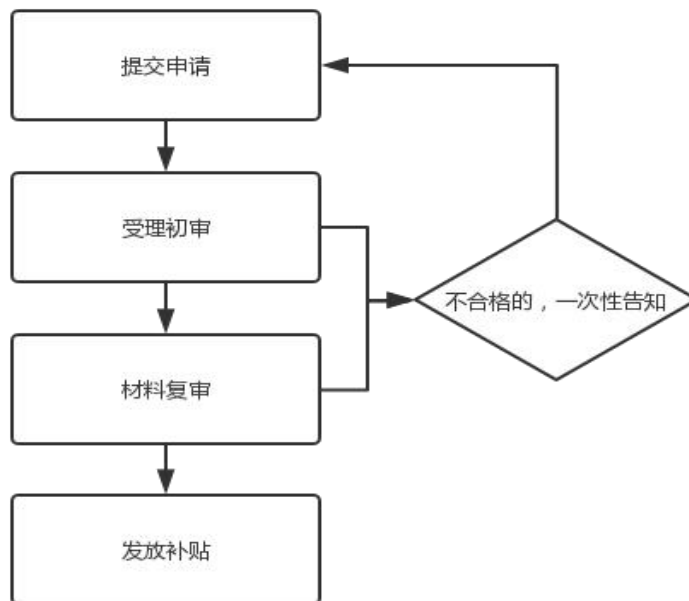 提交申请
受理初审
不合格的，一次性告知
材料复审
发放补贴